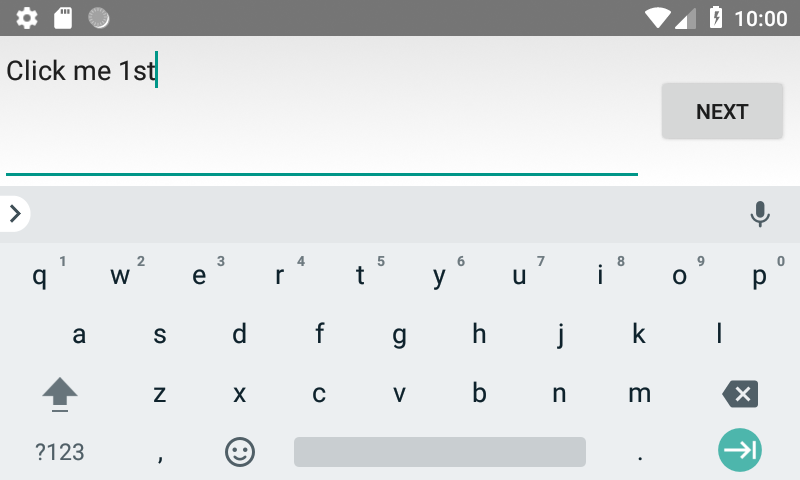 10:00
Click me 1st
NEXT
q 1 w 2 e 3 r 4 t 5 y 6 u 7 i 8 o 9 p 0
a s d f g h j k l
z x c v b n m
?123 , .